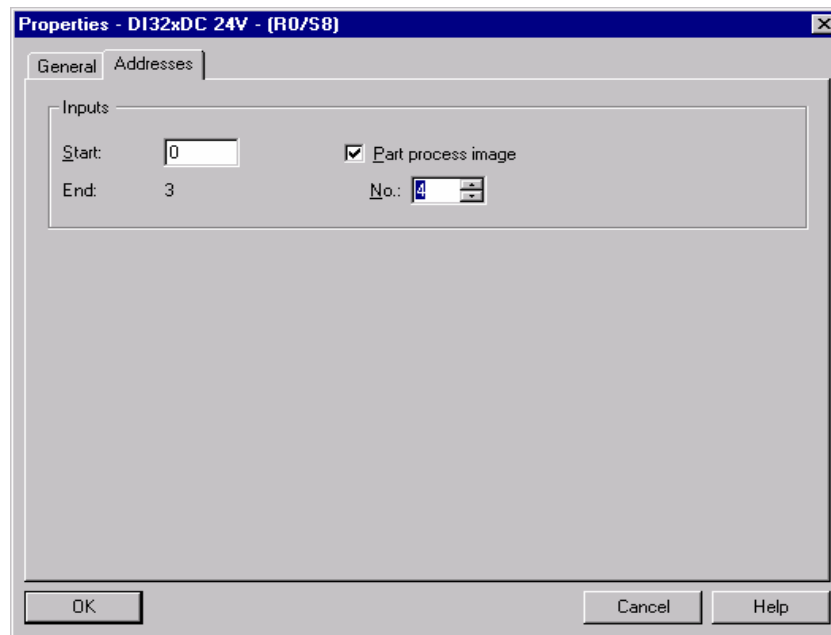 Properties - DI32xDC 24V - (R0/S8)
General Addresses
Inputs
Start: 0 Part process image
End: 3 No.: 4
OK Cancel Help